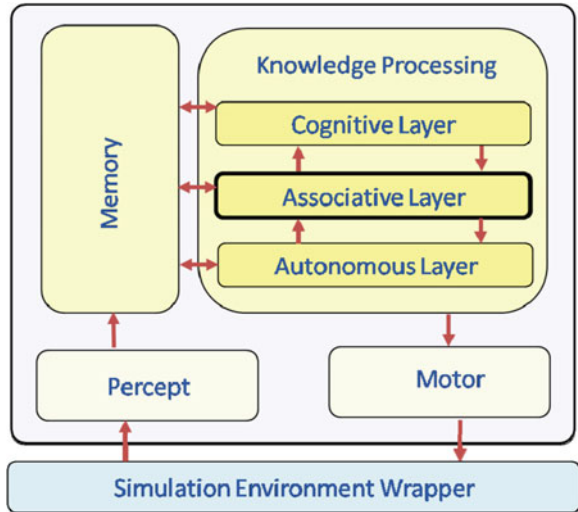 Knowledge Processing
Cognitive Layer
Memory
Associative Layer
Autonomous Layer
Percept
Motor
Simulation Environment Wrapper